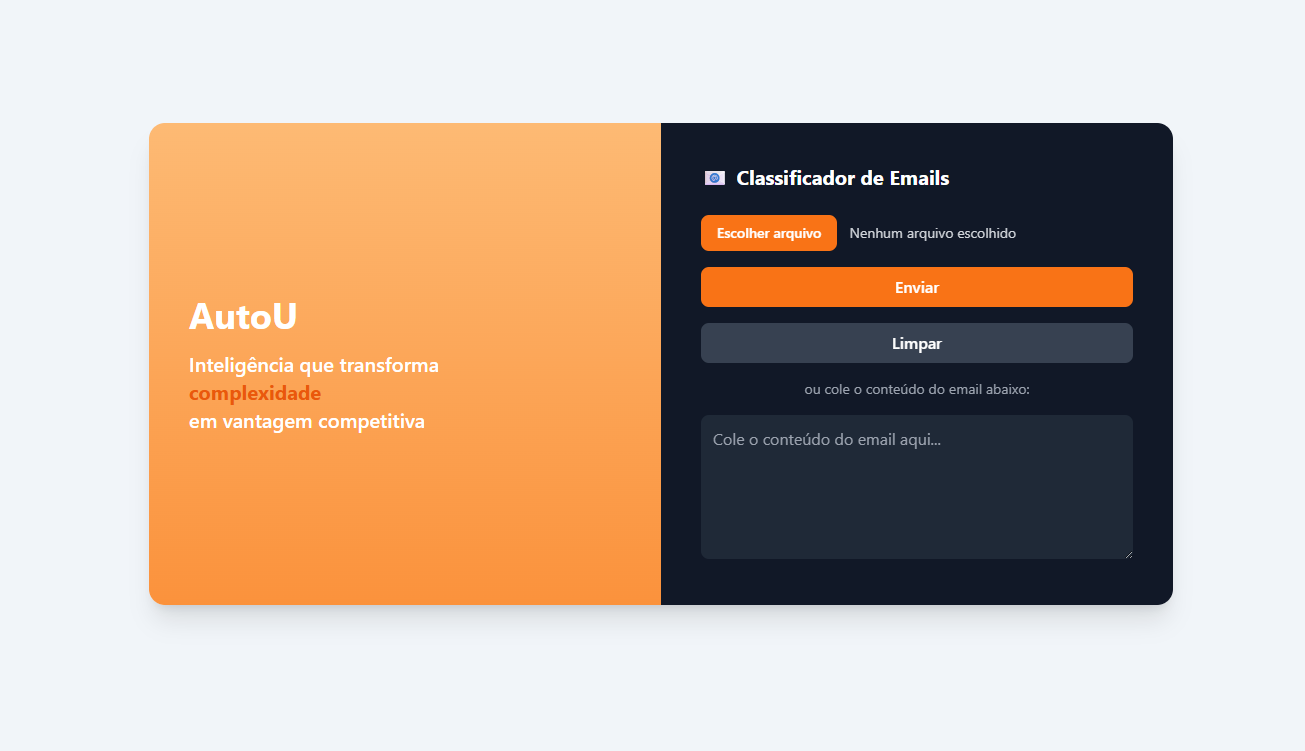 AutoU
Inteligência que transforma
complexidade
em vantagem competitiva
Classificador de Emails
Escolher arquivo Nenhum arquivo escolhido
Enviar
Limpar
ou cole o conteúdo do email abaixo:
Cole o conteúdo do email aqui...